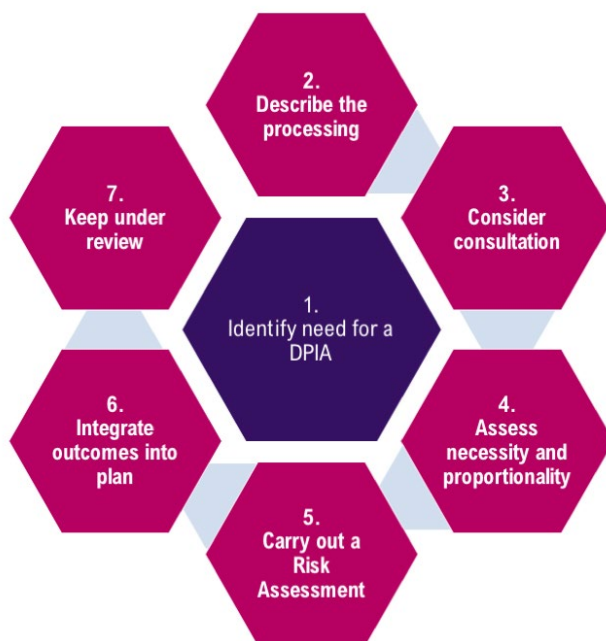 1.
Identify need for a
DPIA
2.
Describe the
processing
3.
Consider
consultation
4.
Assess
necessity and
proportionality
5.
Carry out a
Risk
Assessment
6.
Integrate
outcomes into
plan
7.
Keep under
review